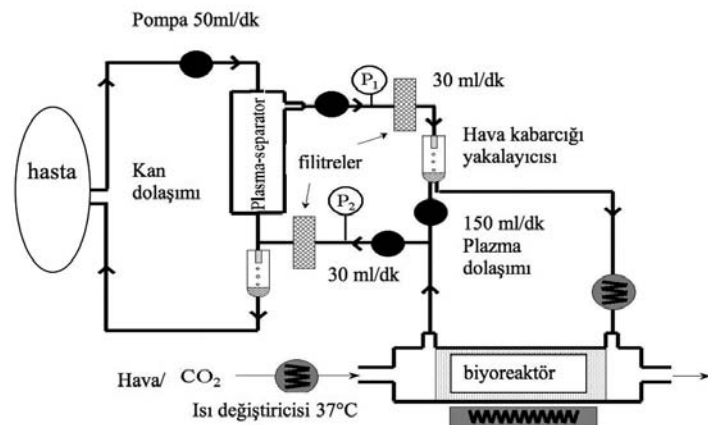 Pompa 50ml/dk
P1
30 ml/dk
Plasma-separator
Hava kabarcığı
yakalayıcısı
hasta
Kan
dolaşımı
filitreler
P2
150 ml/dk
Plazma
dolaşımı
30 ml/dk
Hava/ CO2
biyoreaktör
Isı değiştiricisi 37°C